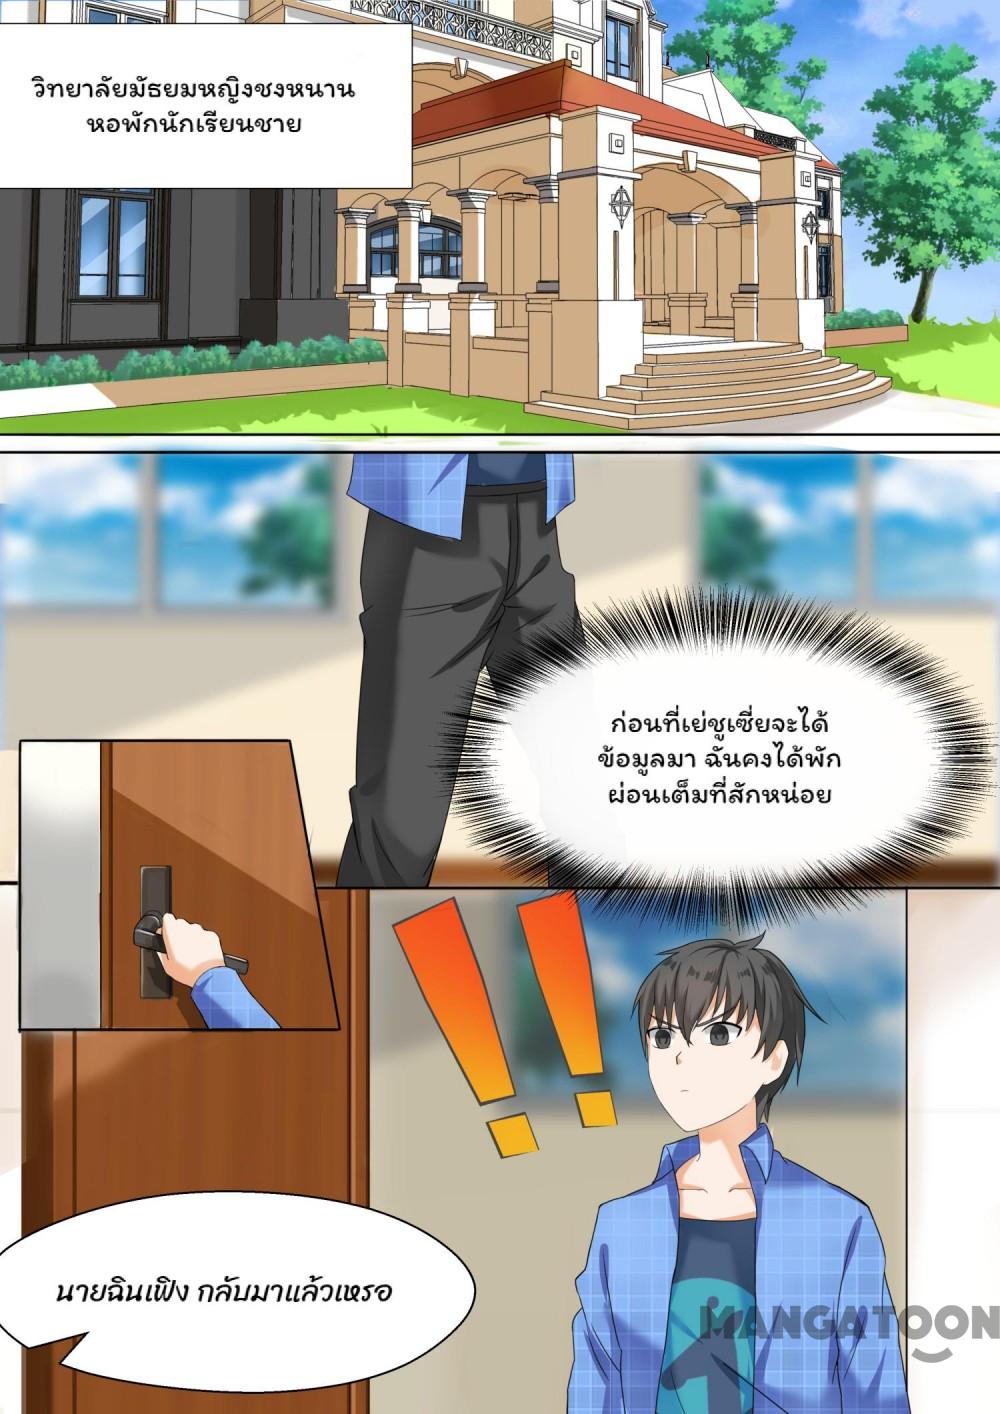 วิทยาลัยมัธยมหญิงชงหนาน
หอพักนักเรียนชาย
ก่อนที่เย่ชูเซี่ยจะได้
ข้อมูลมา ฉันคงได้พัก
ผ่อนเต็มที่สักหน่อย
!!
นายฉินเฟิง กลับมาแล้วเหรอ
MANGATOON